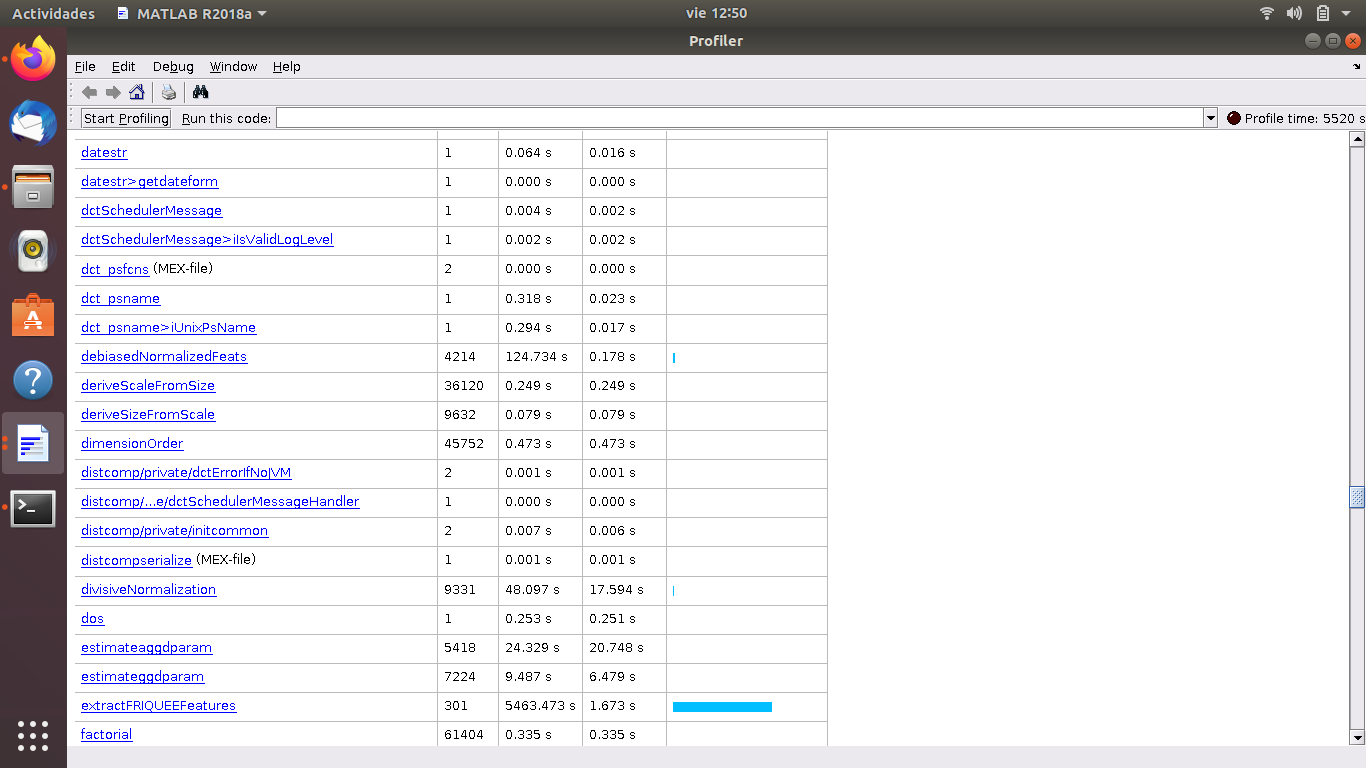 Actividades MATLAB R2018a vie 12:50
Profiler
File Edit Debug Window Help
Start Profiling Run this code: Profile time: 5520 s
datestr 1 0.064 s 0.016 s
datestr>getdateform 1 0.000 s 0.000 s
dctSchedulerMessage 1 0.004 s 0.002 s
dctSchedulerMessage>iIsValidLogLevel 1 0.002 s 0.002 s
dct_psfcns (MEX-file) 2 0.000 s 0.000 s
dct_psname 1 0.318 s 0.023 s
dct_psname>iUnixPsName 1 0.294 s 0.017 s
debiasedNormalizedFeats 4214 124.734 s 0.178 s
deriveScaleFromSize 36120 0.249 s 0.249 s
deriveSizeFromScale 9632 0.079 s 0.079 s
dimensionOrder 45752 0.473 s 0.473 s
distcomp/private/dctErrorIfNoJVM 2 0.001 s 0.001 s
distcomp/...e/dctSchedulerMessageHandler 1 0.000 s 0.000 s
distcomp/private/initcommon 2 0.007 s 0.006 s
distcompserialize (MEX-file) 1 0.001 s 0.001 s
divisiveNormalization 9331 48.097 s 17.594 s
dos 1 0.253 s 0.251 s
estimateaggdparam 5418 24.329 s 20.748 s
estimateggdparam 7224 9.487 s 6.479 s
extractFRIQUEEFeatures 301 5463.473 s 1.673 s
factorial 61404 0.335 s 0.335 s